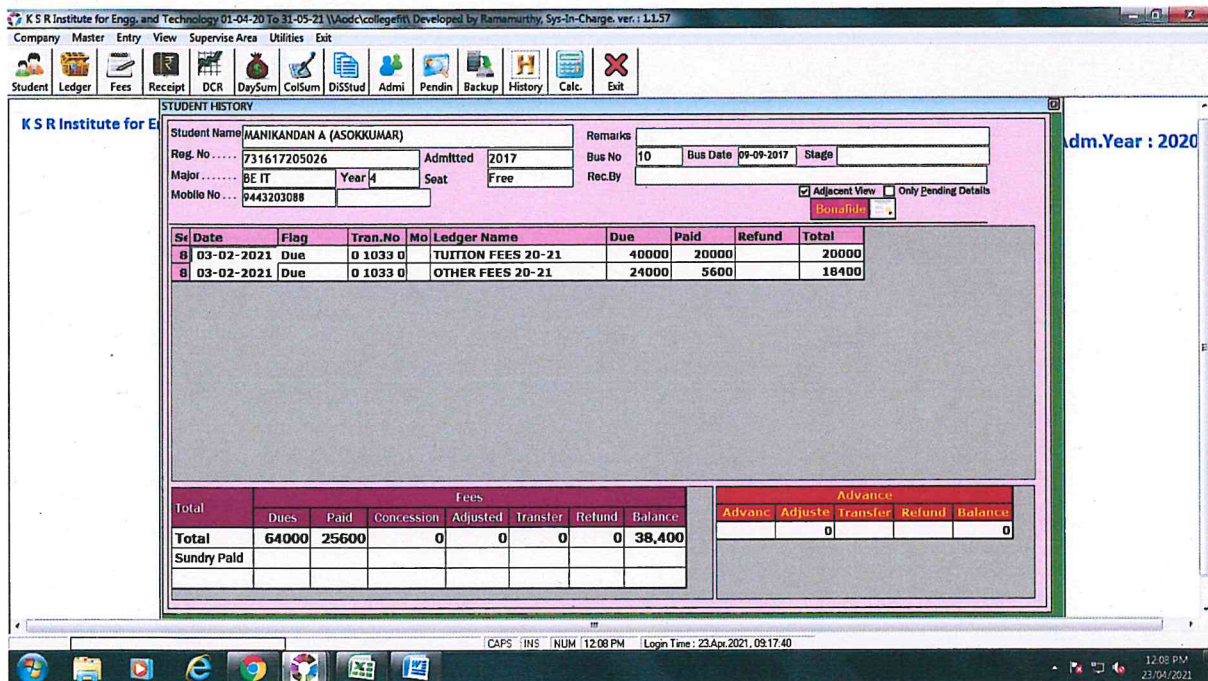 K S R Institute for Engg. and Technology 01-04-20 To 31-05-21 \\Aodc\collegefit\ Developed by Ramamurthy, Sys-In-Charge. ver. : 1.1.57
Company Master Entry View Supervise Area Utilities Exit
Student Ledger Fees Receipt DCR DaySum ColSum DiSStud Admi Pendin Backup History Calc. Exit
STUDENT HISTORY
K S R Institute for E
Adm.Year : 2020
Student Name MANIKANDAN A (ASOKKUMAR) Remarks
Reg. No ..... 731617205026 Admitted 2017 Bus No 10 Bus Date 09-09-2017 Stage
Major ....... BE IT Year 4 Seat Free Rec.By
Mobile No ... 9443203088 Adjacent View Only Pending Details
Bonafide
Se Date Flag Tran.No Mo Ledger Name Due Paid Refund Total
8 03-02-2021 Due 0 1033 0 TUITION FEES 20-21 40000 20000 20000
8 03-02-2021 Due 0 1033 0 OTHER FEES 20-21 24000 5600 18400
Total Fees
Dues Paid Concession Adjusted Transfer Refund Balance
Total 64000 25600 0 0 0 0 38,400
Sundry Paid
Advance
Advanc Adjuste Transfer Refund Balance
0 0
CAPS INS NUM 12:08 PM Login Time : 23.Apr.2021, 09:17:40
12:08 PM
23/04/2021